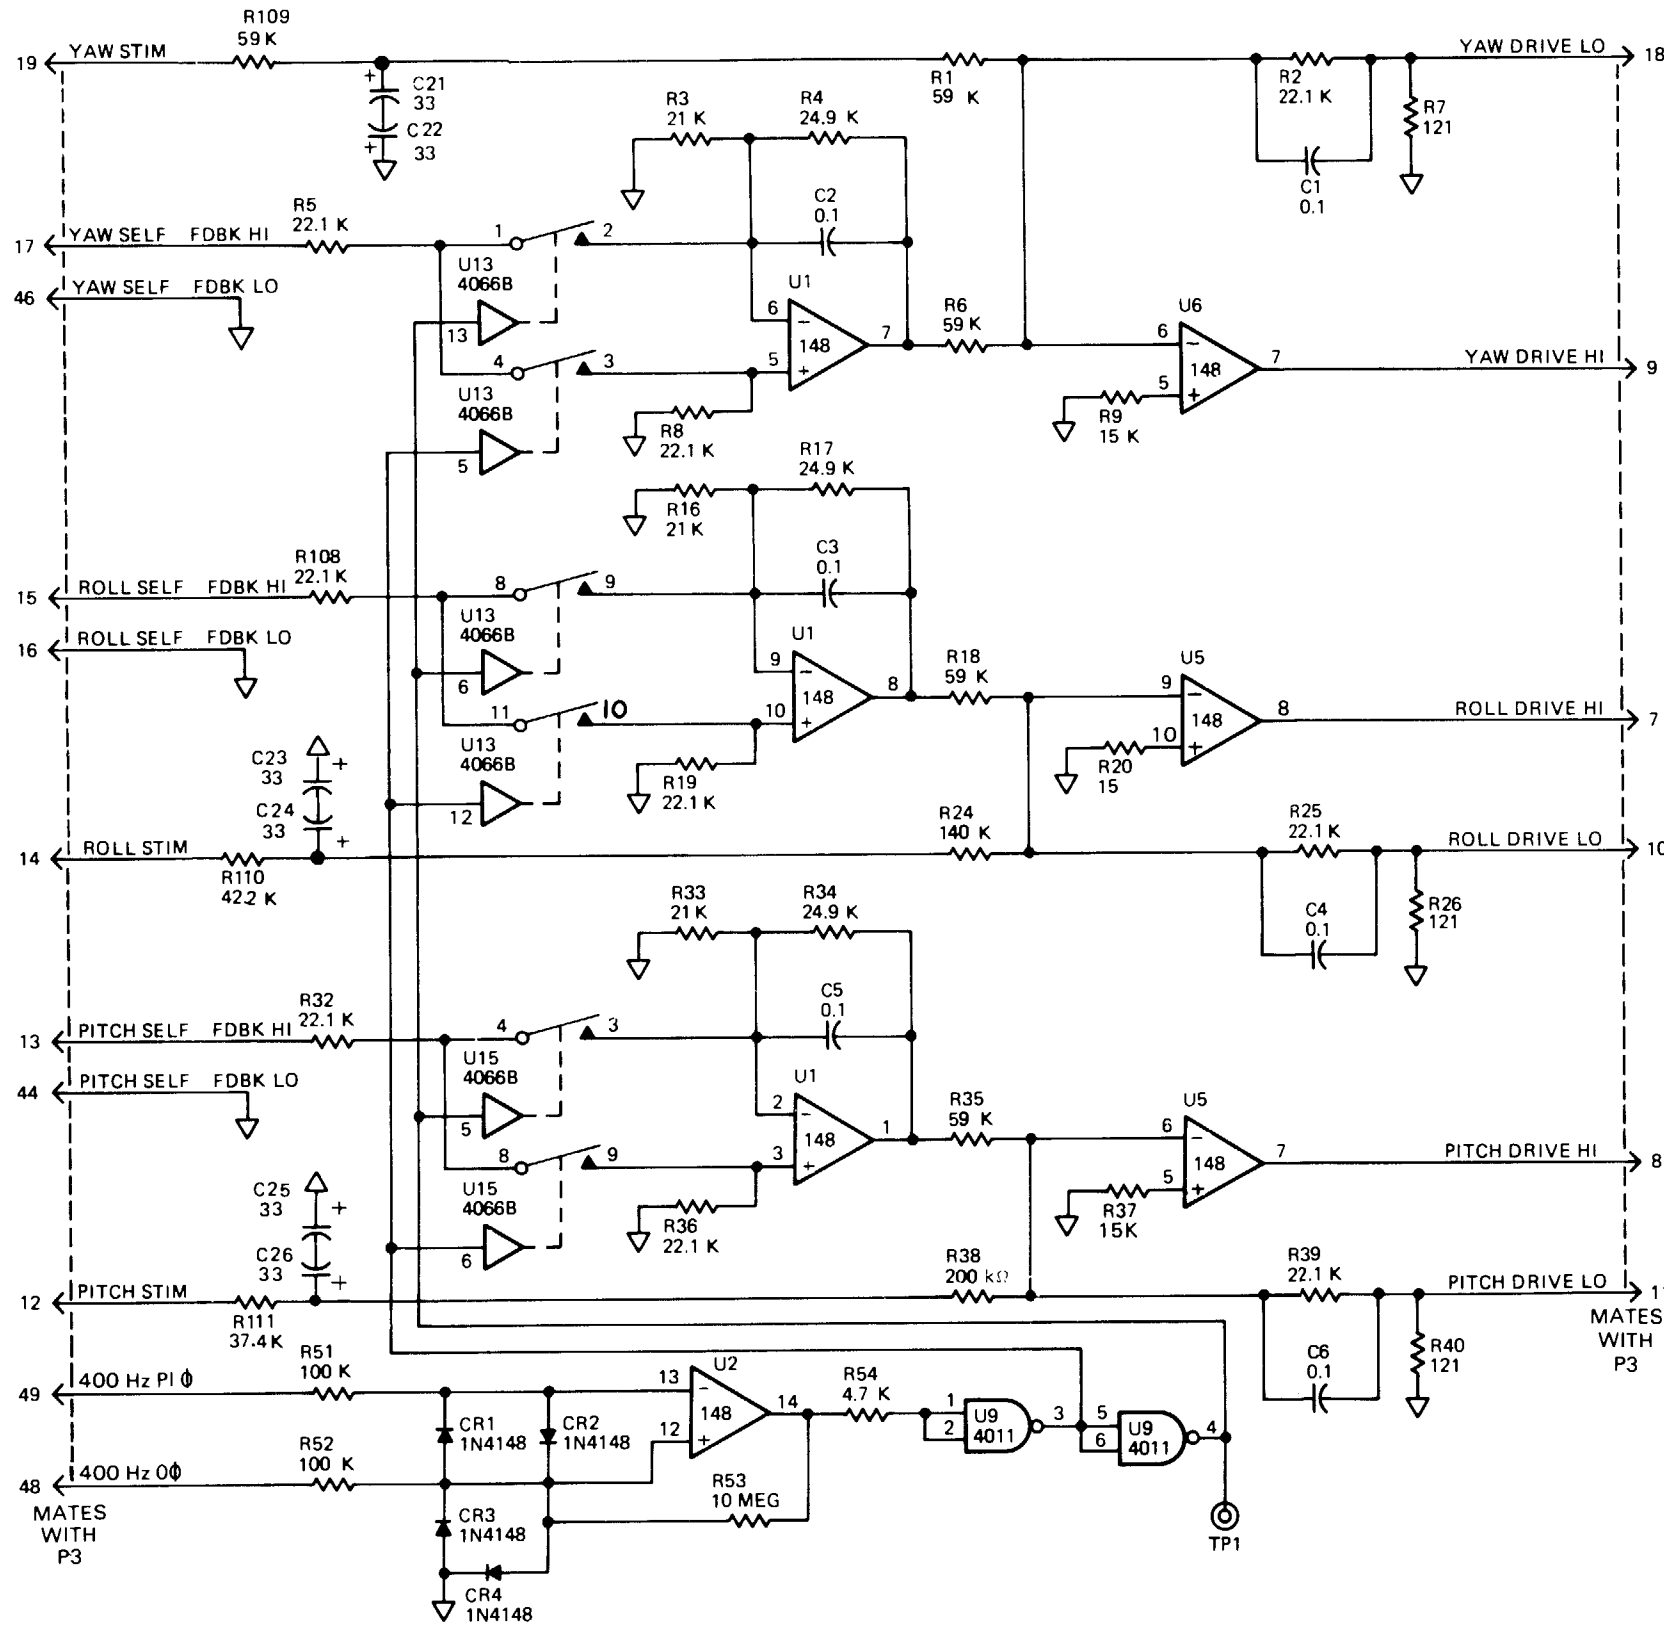 R109
59 K
19 YAW STIM
YAW DRIVE LO 18
+ C21
33
C22
+ 33
R1
59 K
R2
22.1 K
R7
121
C1
0.1
R3
21 K
R4
24.9 K
C2
0.1
R5
22.1 K
17 YAW SELF FDBK HI
1 2
U13
4066B
46 YAW SELF FDBK LO
13
U1
6 −
148
5 +
7
R6
59 K
U6
6 −
148
5 +
7
YAW DRIVE HI 9
4 3
U13
4066B
5
R8
22.1 K
R9
15 K
R17
24.9 K
R16
21 K
C3
0.1
R108
22.1 K
15 ROLL SELF FDBK HI
8 9
U13
4066B
16 ROLL SELF FDBK LO
6
U1
9 −
148
10 +
8
R18
59 K
U5
9 −
148
10 +
8
ROLL DRIVE HI 7
11 10
U13
4066B
12
R19
22.1 K
R20
15
C23
33
+
C24
33
+
14 ROLL STIM
R110
42.2 K
R24
140 K
R25
22.1 K
ROLL DRIVE LO 10
C4
0.1
R26
121
R33
21 K
R34
24.9 K
C5
0.1
R32
22.1 K
13 PITCH SELF FDBK HI
4 3
U15
4066B
44 PITCH SELF FDBK LO
5
U1
2 −
148
3 +
1
R35
59 K
U5
6 −
148
5 +
7
PITCH DRIVE HI 8
8 9
U15
4066B
6
R36
22.1 K
R37
15K
C25
33
+
C26
33
+
12 PITCH STIM
R111
37.4 K
R38
200 kΩ
R39
22.1 K
PITCH DRIVE LO
MATES
WITH
P3
C6
0.1
R40
121
R51
100 K
49 400 Hz PI ϕ
U2
13 −
148
12 +
14
R54
4.7 K
1
2
U9
4011
3
5
6
U9
4011
4
CR1
1N4148
CR2
1N4148
R52
100 K
48 400 Hz 0ϕ
MATES
WITH
P3
R53
10 MEG
CR3
1N4148
CR4
1N4148
TP1